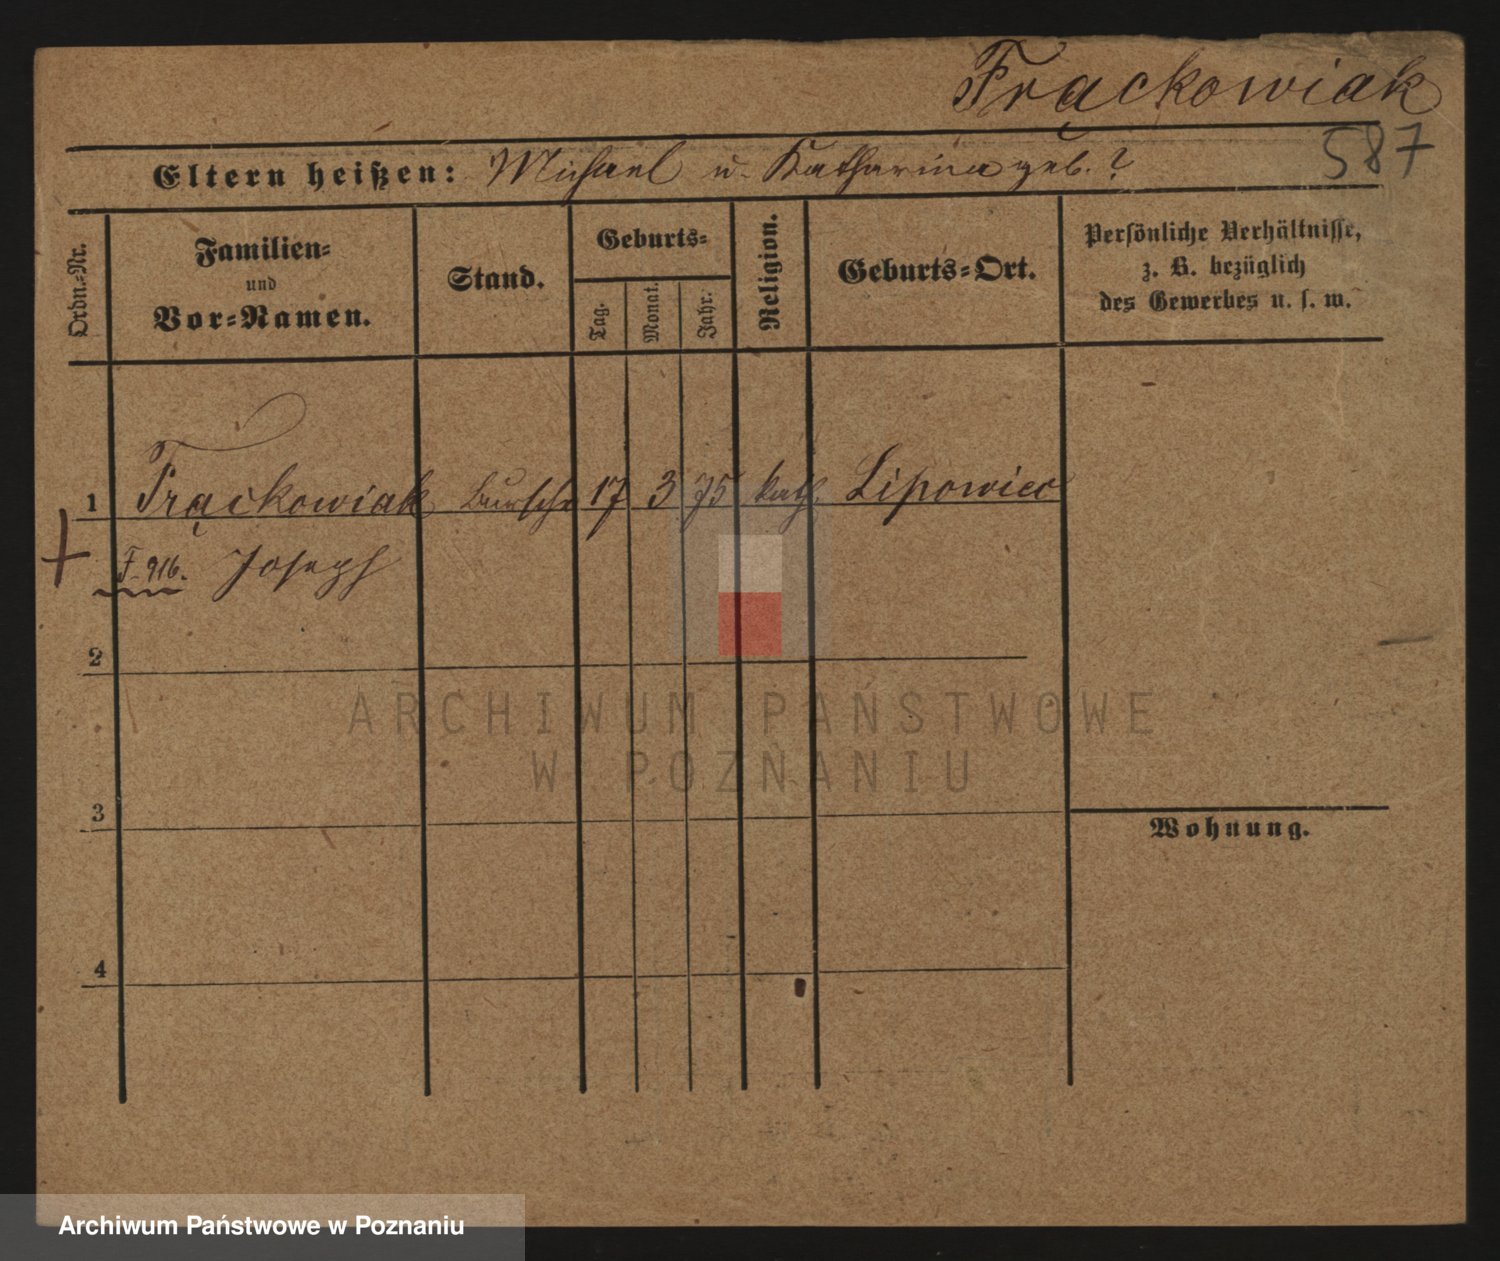 Frąckowiak
587
Eltern heißen: Michael u. Katharina geb. ?
Ordn.-Nr.
Familien-
und
Vor-Namen.
Stand.
Geburts-
Tag.
Monat.
Jahr.
Religion.
Geburts-Ort.
Persönliche Verhältnisse,
z. B. bezüglich
des Gewerbes u. s. w.
1 Frąckowiak Bursche 17 3 75 kath. Lipowiec
F. 916. Joseph
2
3
Wohnung.
4
ARCHIWUM PAŃSTWOWE
W POZNANIU
Archiwum Państwowe w Poznaniu